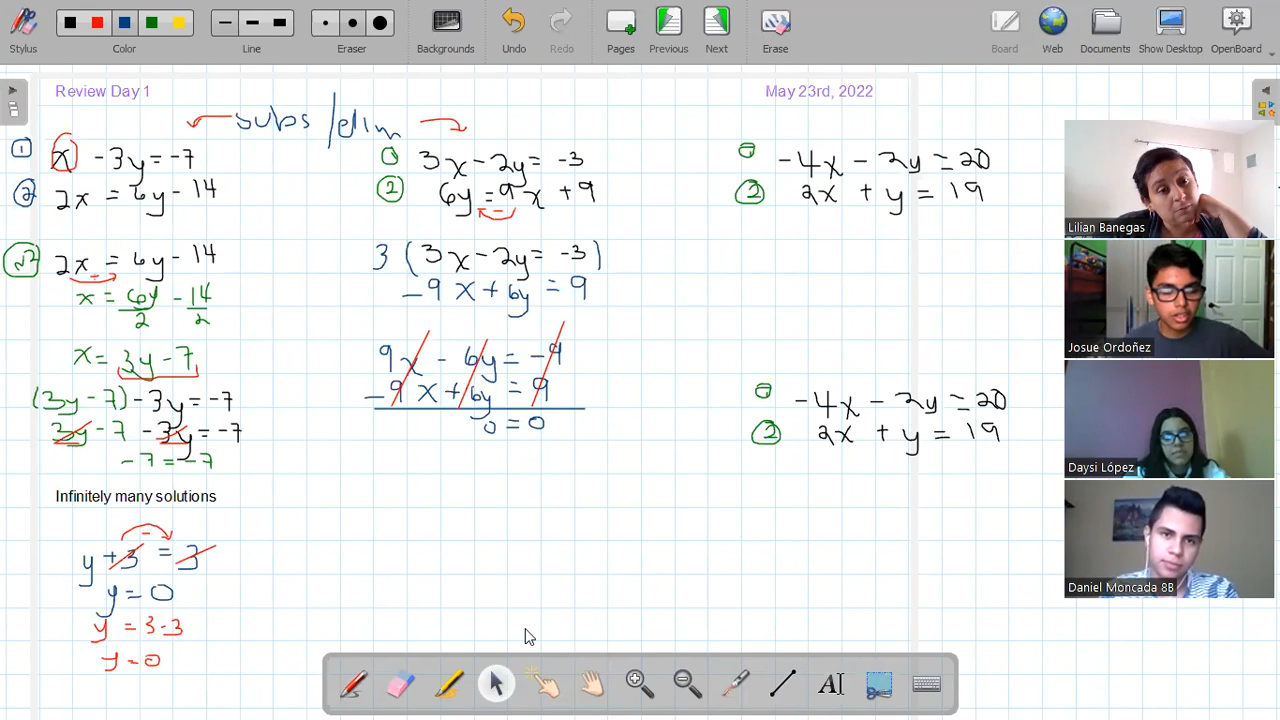 Stylus
Color
Line
Eraser
Backgrounds
Undo
Redo
Pages
Previous
Next
Erase
Board
Web
Documents
Show Desktop
OpenBoard
Review Day 1
May 23rd, 2022
subs / elim
① x - 3y = -7
② 2x = 6y - 14
2x = 6y - 14
x = 6y/2 - 14/2
x = 3y - 7
(3y - 7) - 3y = -7
3y - 7 - 3y = -7
-7 = -7
Infinitely many solutions
y + 3 = 3
y = 0
y = 3 - 3
y = 0
① 3x - 2y = -3
② 6y = 9x + 9
3 (3x - 2y = -3)
-9x + 6y = 9
9x - 6y = -9
-9x + 6y = 9
0 = 0
① -4x - 2y = 20
② 2x + y = 19
① -4x - 2y = 20
② 2x + y = 19
Lilian Banegas
Josue Ordoñez
Daysi López
Daniel Moncada 8B